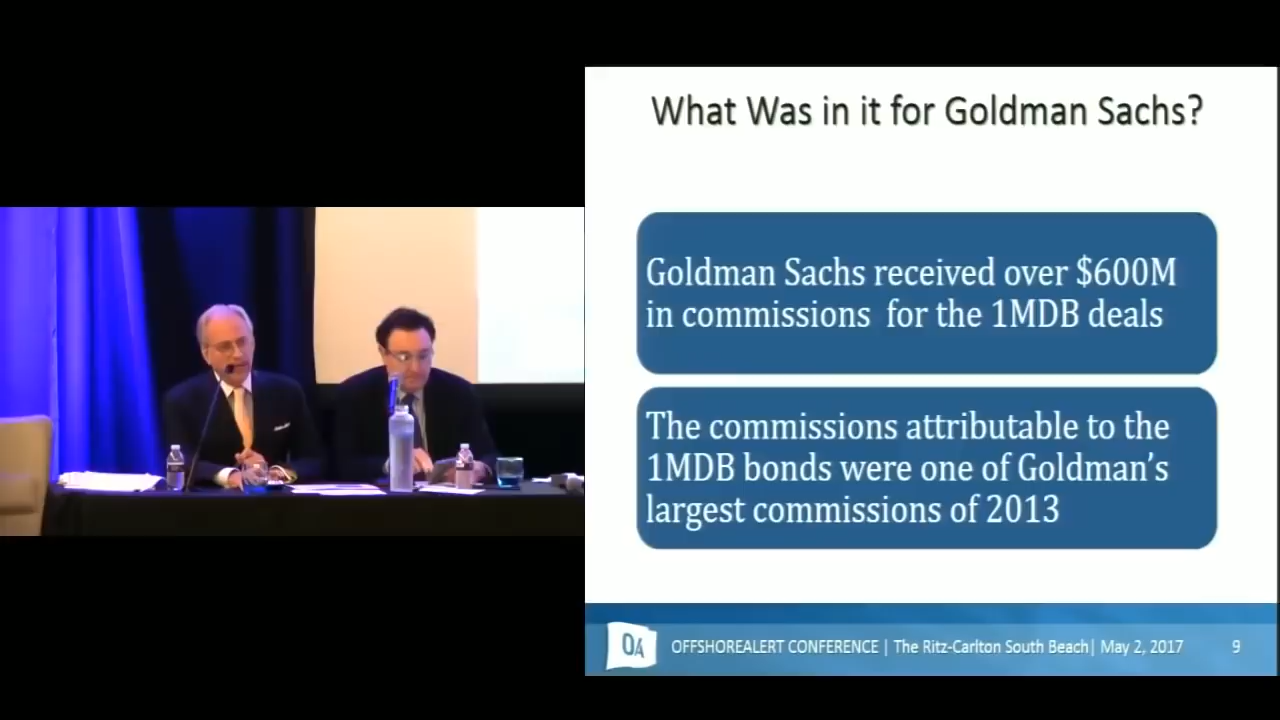 What Was in it for Goldman Sachs?
Goldman Sachs received over $600M
in commissions  for the 1MDB deals
The commissions attributable to the
1MDB bonds were one of Goldman’s
largest commissions of 2013
OA
OFFSHOREALERT CONFERENCE | The Ritz-Carlton South Beach| May 2, 2017
9